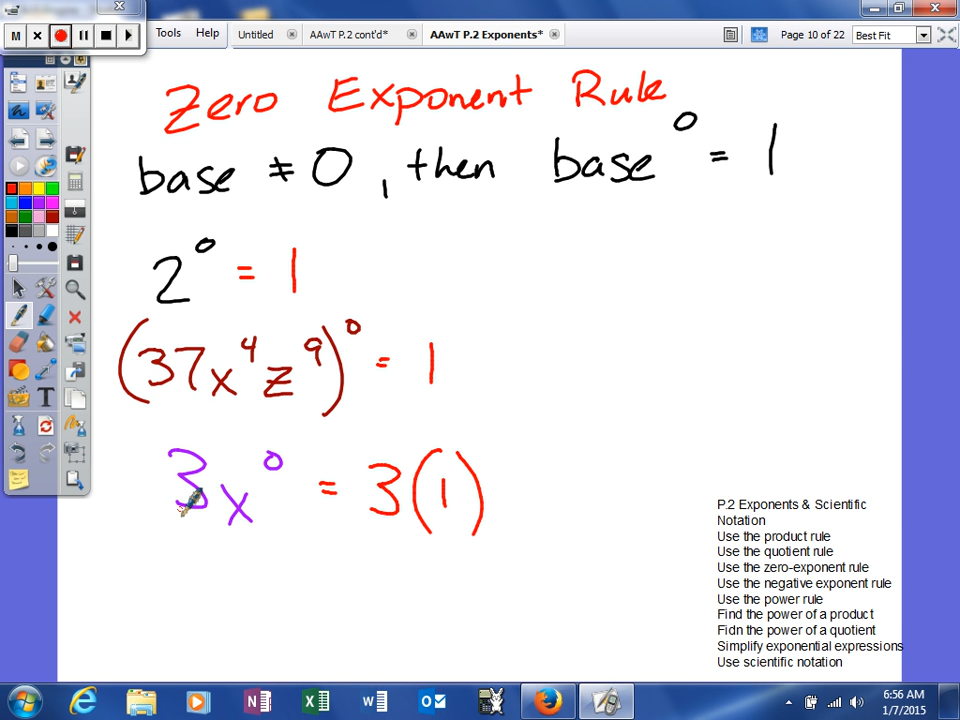 M
Tools Help Untitled AAwT P.2 cont'd* AAwT P.2 Exponents* Page 10 of 22 Best Fit
Zero Exponent Rule
base ≠ 0, then base⁰ = 1
2⁰ = 1
(37x⁴z⁹)⁰ = 1
3x⁰ = 3(1)
P.2 Exponents & Scientific
Notation
Use the product rule
Use the quotient rule
Use the zero-exponent rule
Use the negative exponent rule
Use the power rule
Find the power of a product
Fidn the power of a quotient
Simplify exponential expressions
Use scientific notation
6:56 AM
1/7/2015